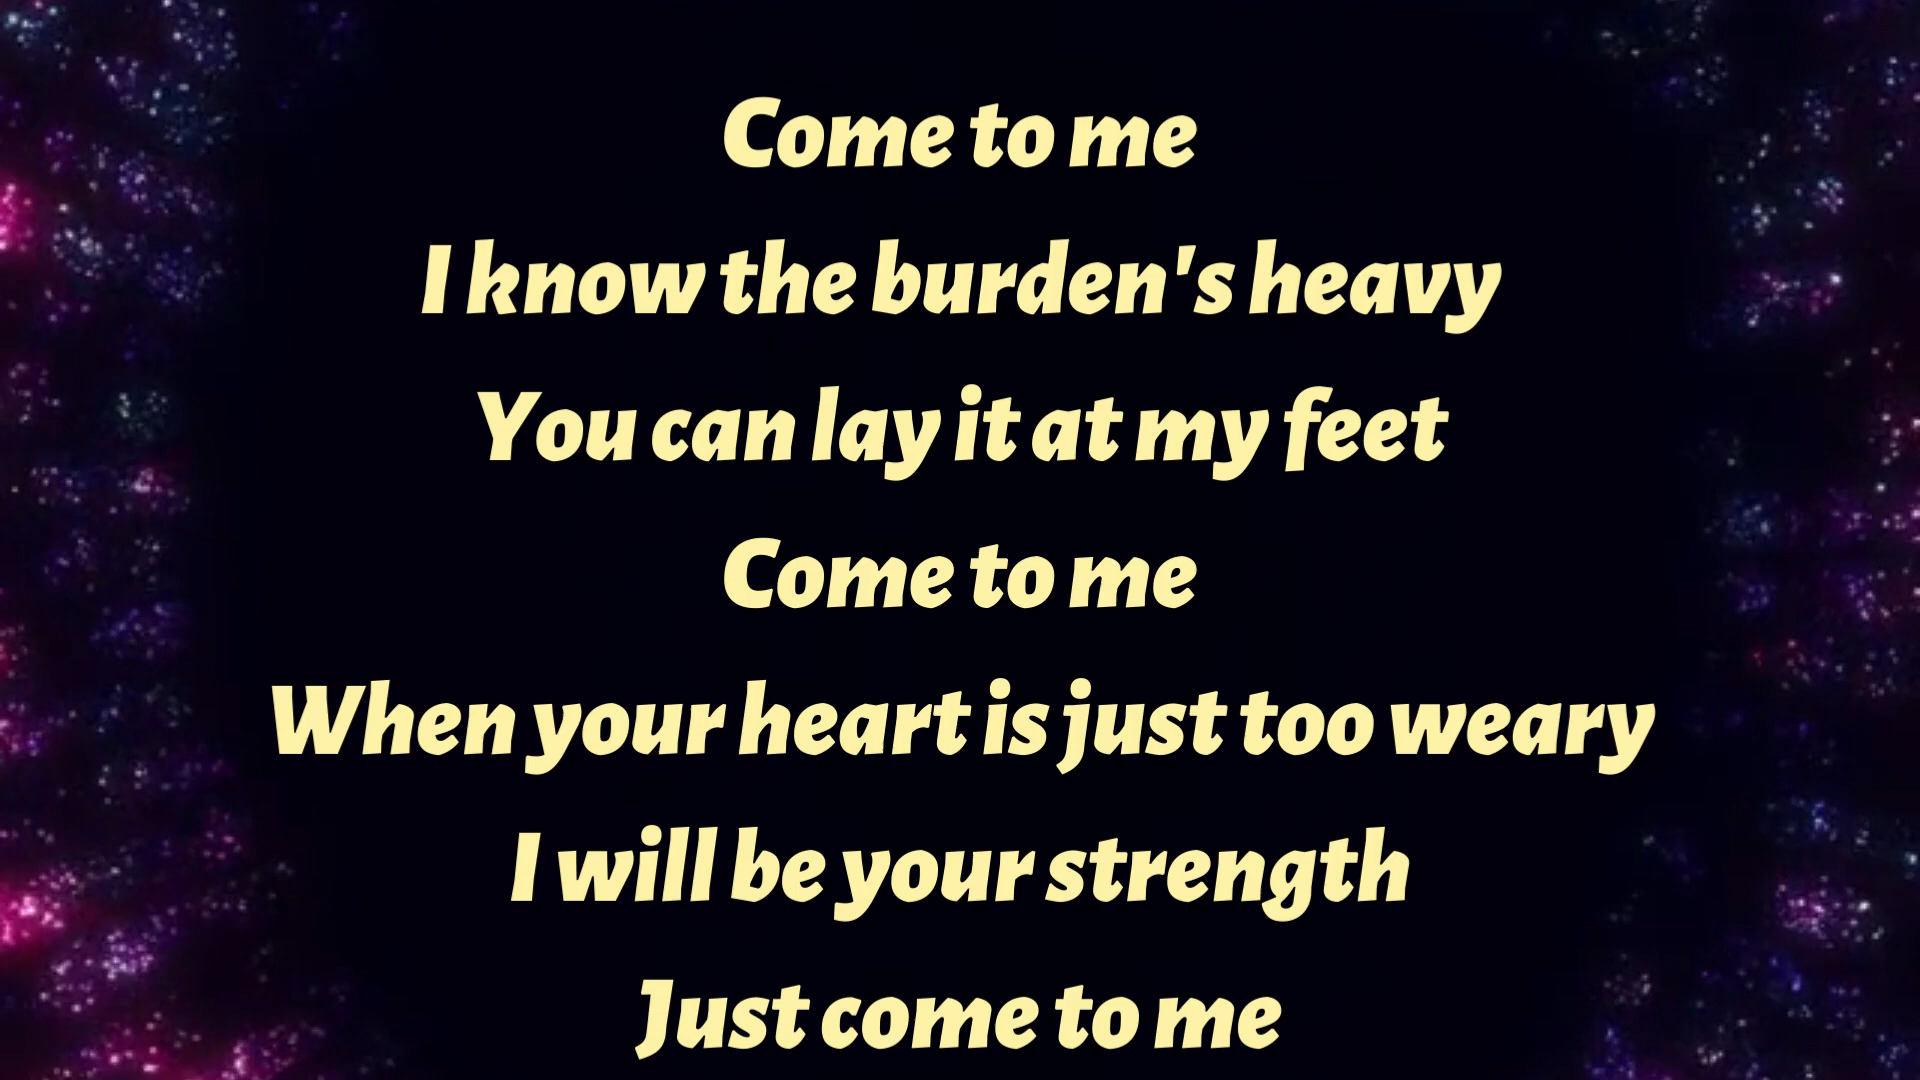 Come to me
I know the burden's heavy
You can lay it at my feet
Come to me
When your heart is just too weary
I will be your strength
Just come to me